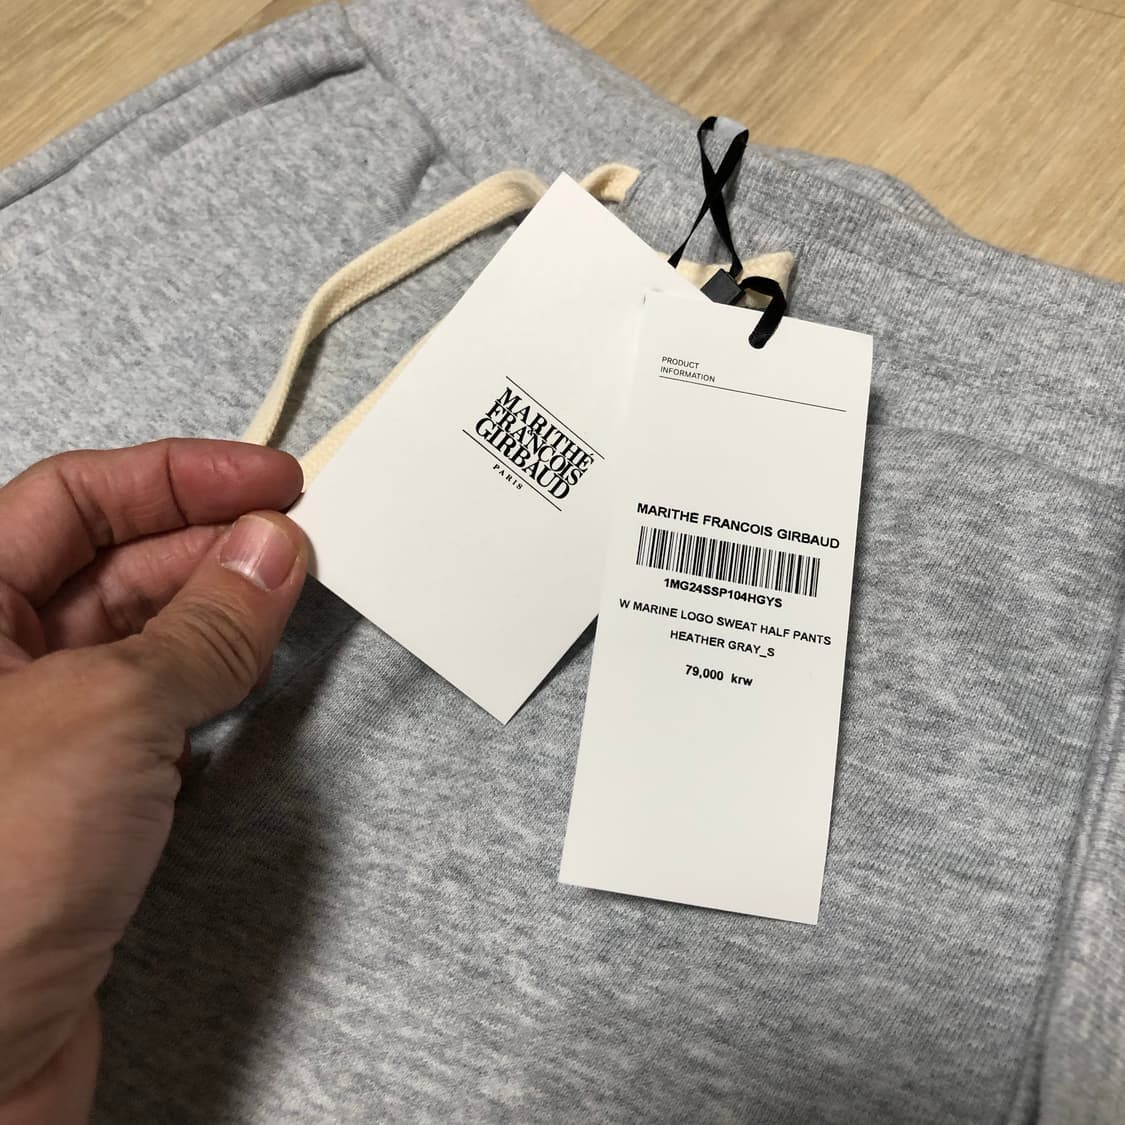 MARITHÉ
FRANÇOIS
GIRBAUD
PARIS
PRODUCT
INFORMATION
MARITHE FRANCOIS GIRBAUD
1MG24SSP104HGYS
W MARINE LOGO SWEAT HALF PANTS
HEATHER GRAY_S
79,000 krw